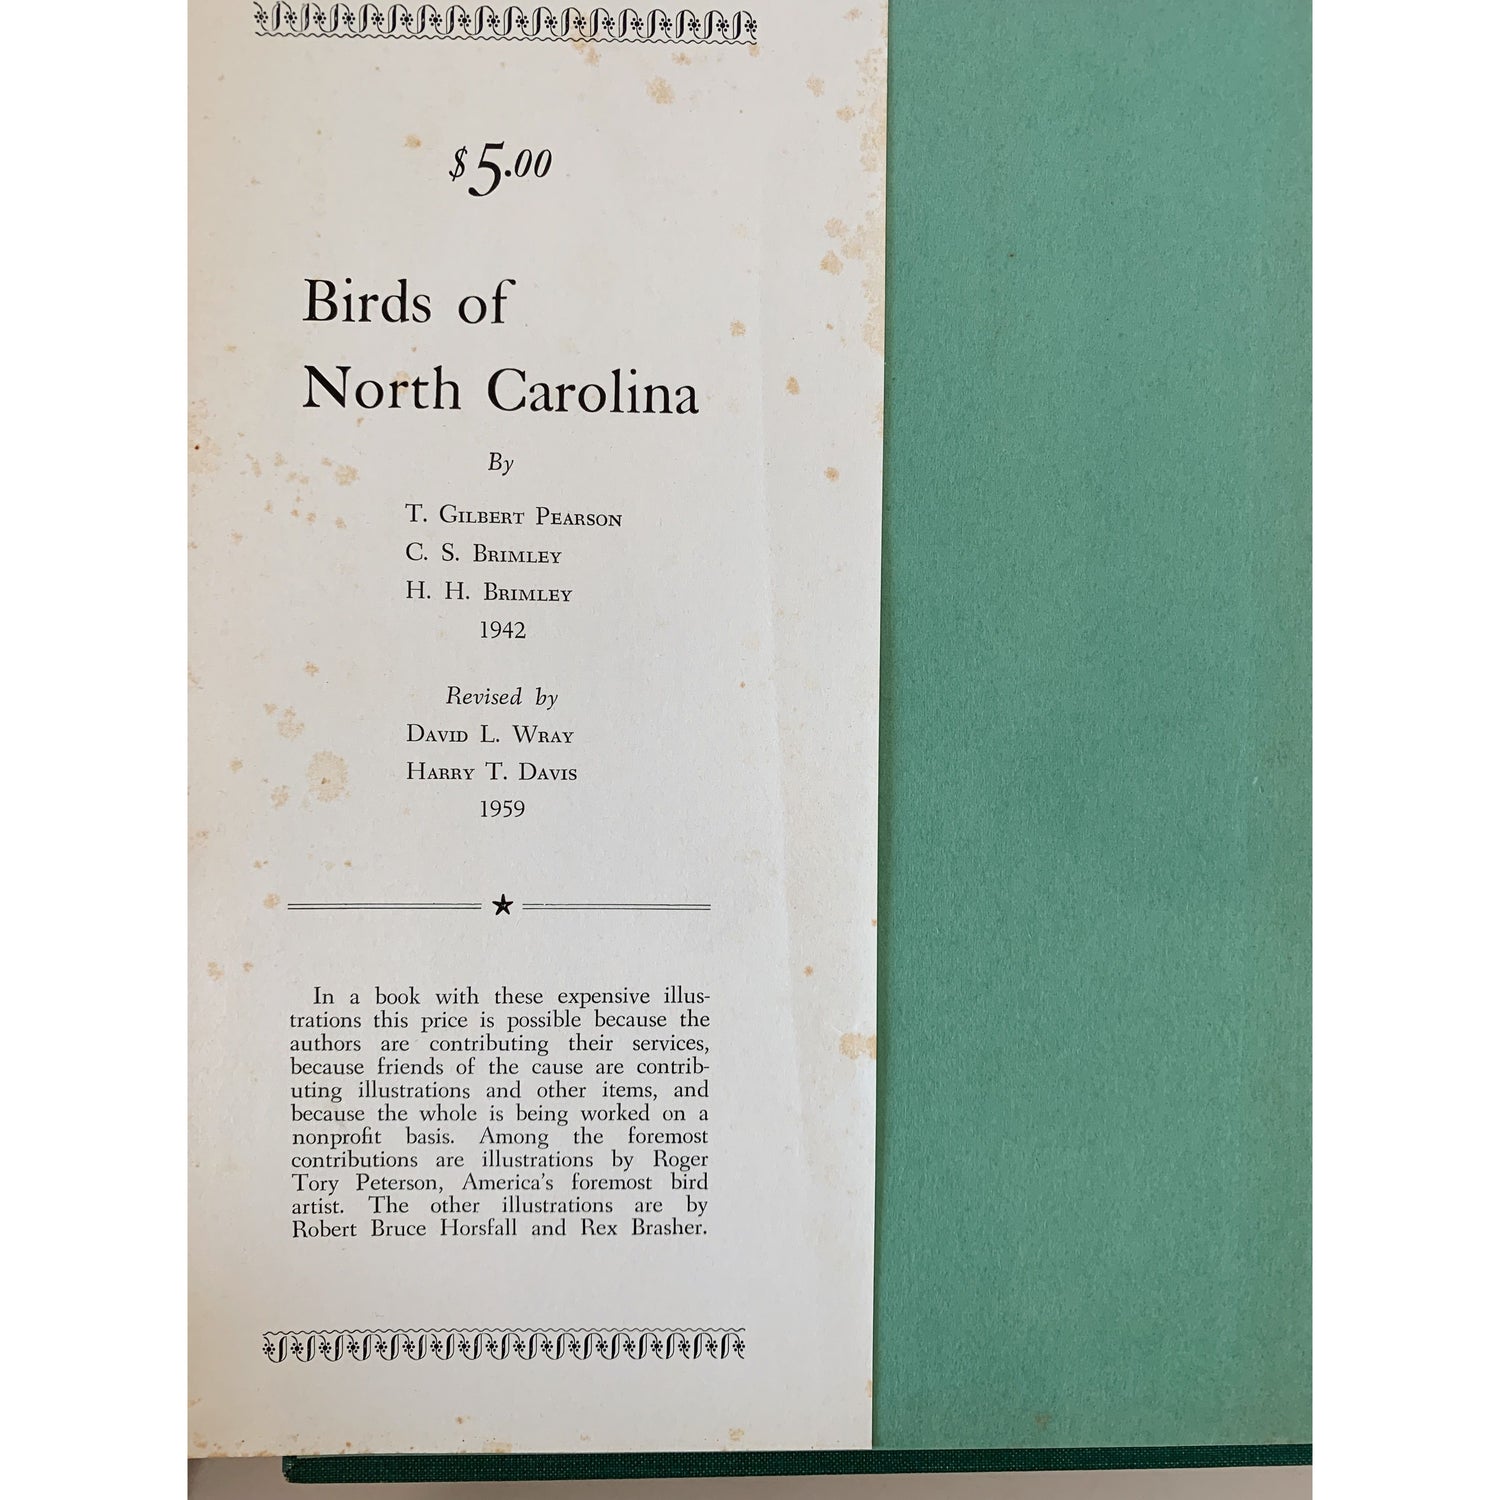 $5.00
Birds of
North Carolina
By
T. Gilbert Pearson
C. S. Brimley
H. H. Brimley
1942
Revised by
David L. Wray
Harry T. Davis
1959
In a book with these expensive illus-
trations this price is possible because the
authors are contributing their services,
because friends of the cause are contrib-
uting illustrations and other items, and
because the whole is being worked on a
nonprofit basis. Among the foremost
contributions are illustrations by Roger
Tory Peterson, America's foremost bird
artist. The other illustrations are by
Robert Bruce Horsfall and Rex Brasher.